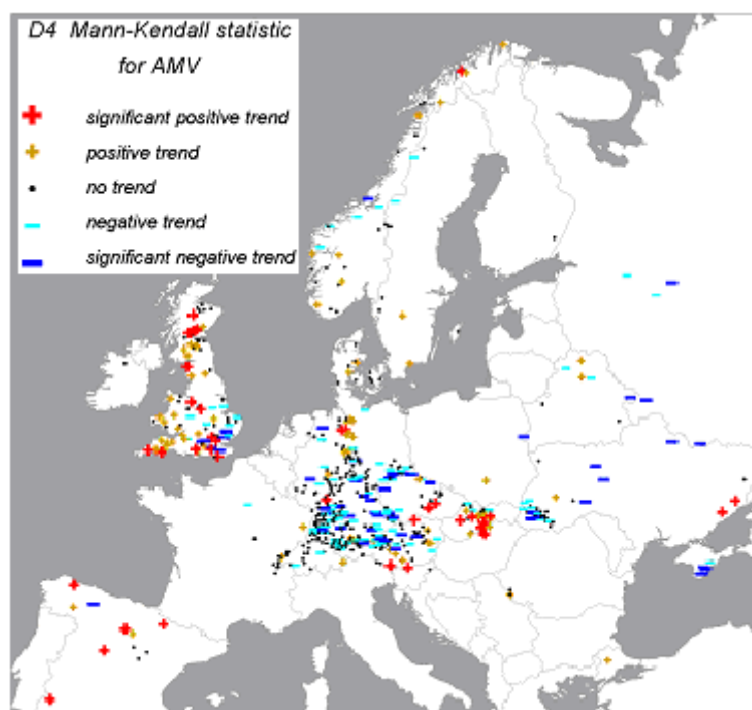 D4 Mann-Kendall statistic
for AMV
significant positive trend
positive trend
no trend
negative trend
significant negative trend